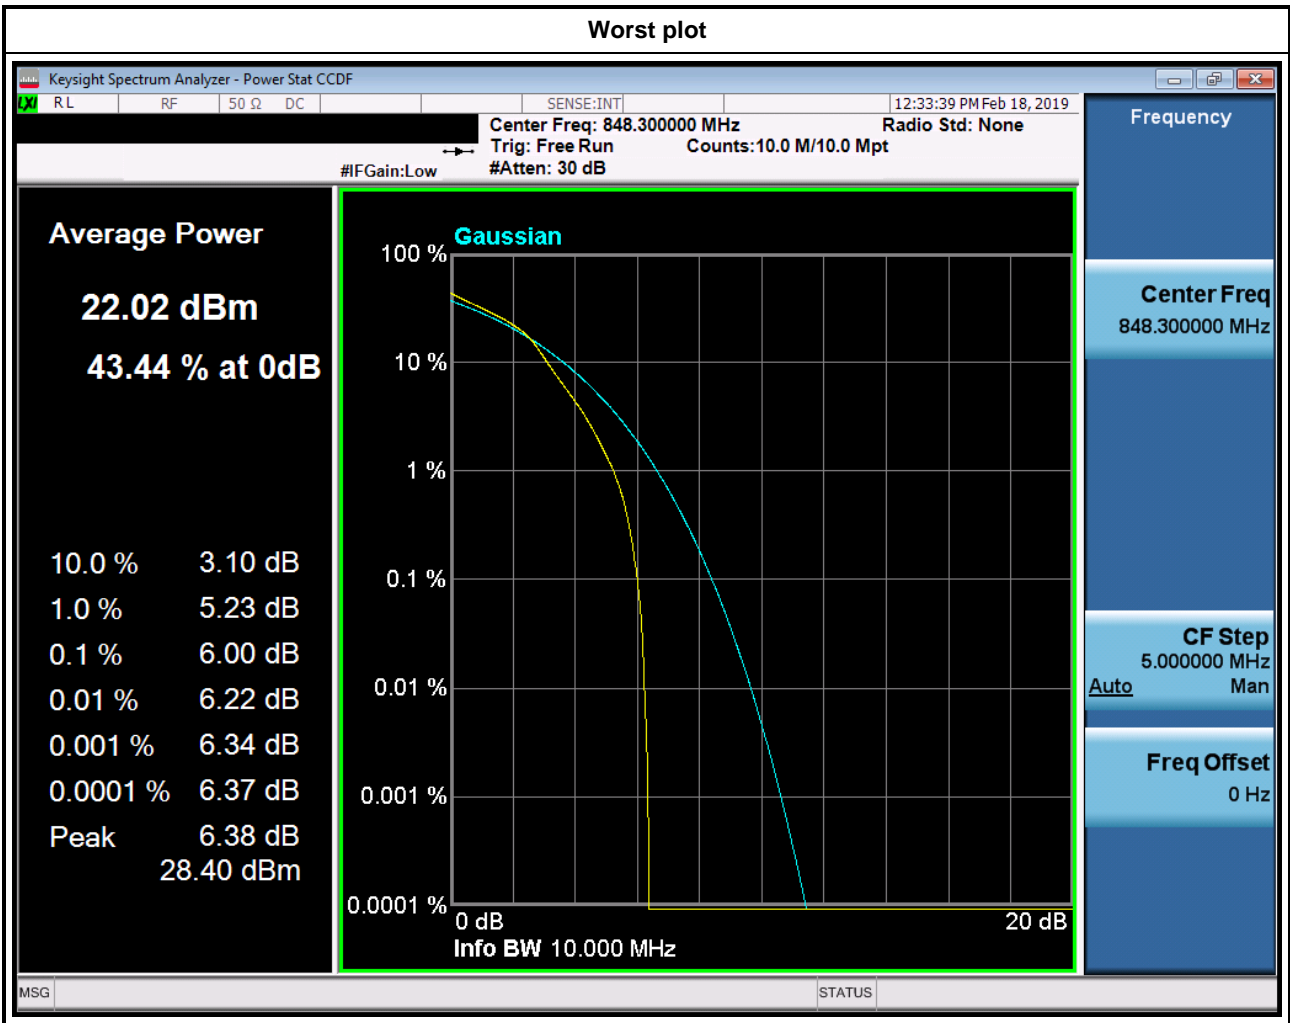 Worst plot
Keysight Spectrum Analyzer - Power Stat CCDF
LXI RL RF 50 Ω DC SENSE:INT 12:33:39 PM Feb 18, 2019
Center Freq: 848.300000 MHz Radio Std: None
Trig: Free Run Counts:10.0 M/10.0 Mpt
#IFGain:Low #Atten: 30 dB
Average Power
22.02 dBm
43.44 % at 0dB
10.0 % 3.10 dB
1.0 % 5.23 dB
0.1 % 6.00 dB
0.01 % 6.22 dB
0.001 % 6.34 dB
0.0001 % 6.37 dB
Peak 6.38 dB
28.40 dBm
Gaussian
100 %
10 %
1 %
0.1 %
0.01 %
0.001 %
0.0001 %
0 dB 20 dB
Info BW 10.000 MHz
Frequency
Center Freq
848.300000 MHz
CF Step
5.000000 MHz
Auto Man
Freq Offset
0 Hz
MSG STATUS